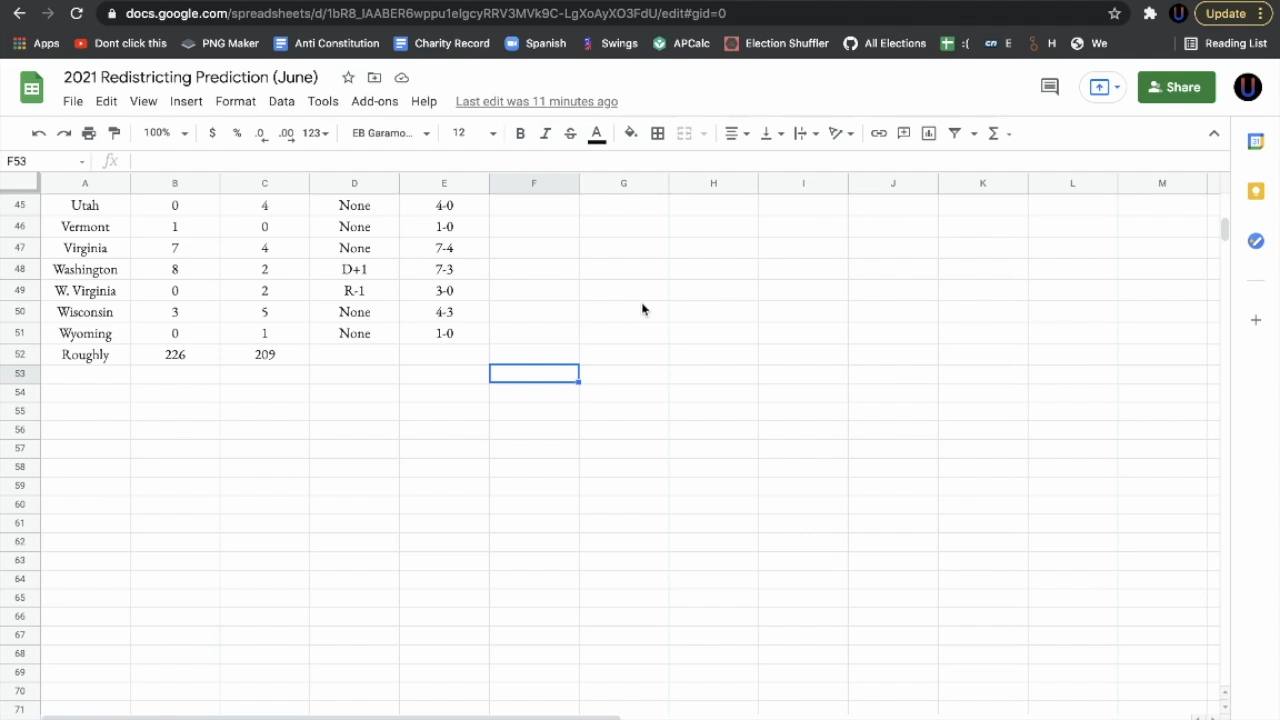 docs.google.com/spreadsheets/d/1bR8_IAABER6wppu1eIgcyRRV3MVk9C-LgXoAyXO3FdU/edit#gid=0 Update
Apps Dont click this PNG Maker Anti Constitution Charity Record Spanish Swings APCalc Election Shuffler All Elections :( E H We Reading List
2021 Redistricting Prediction (June)
File Edit View Insert Format Data Tools Add-ons Help Last edit was 11 minutes ago Share
100% $ % .0 .00 123 EB Garamo... 12 B I S A
F53 fx
A B C D E F G H I J K L M
45 Utah 0 4 None 4-0
46 Vermont 1 0 None 1-0
47 Virginia 7 4 None 7-4
48 Washington 8 2 D+1 7-3
49 W. Virginia 0 2 R-1 3-0
50 Wisconsin 3 5 None 4-3
51 Wyoming 0 1 None 1-0
52 Roughly 226 209
53
54
55
56
57
58
59
60
61
62
63
64
65
66
67
68
69
70
71